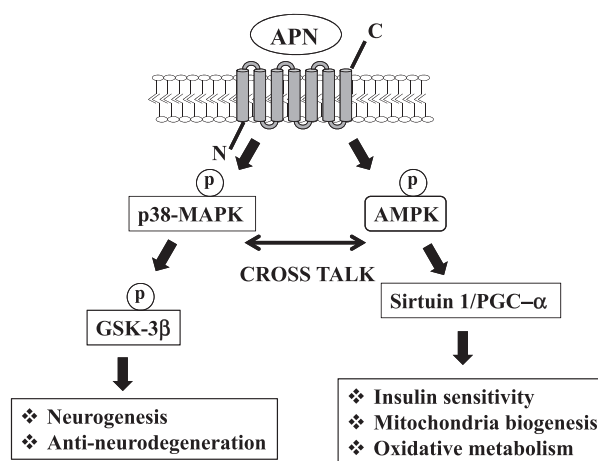 APN
C
N
p
p38-MAPK
p
AMPK
CROSS TALK
p
GSK-3β
Sirtuin 1/PGC–α
❖ Neurogenesis
❖ Anti-neurodegeneration
❖ Insulin sensitivity
❖ Mitochondria biogenesis
❖ Oxidative metabolism